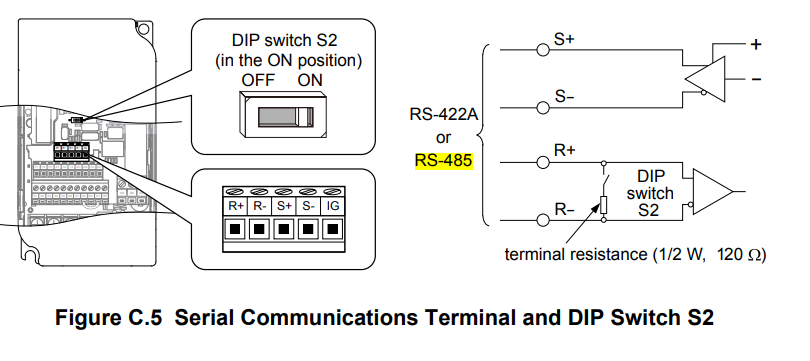 DIP switch S2
(in the ON position)
OFF ON
R+ R- S+ S- IG
RS-422A
or
RS-485
S+
S–
R+
R–
+
–
DIP
switch
S2
terminal resistance (1/2 W, 120 Ω)
Figure C.5 Serial Communications Terminal and DIP Switch S2